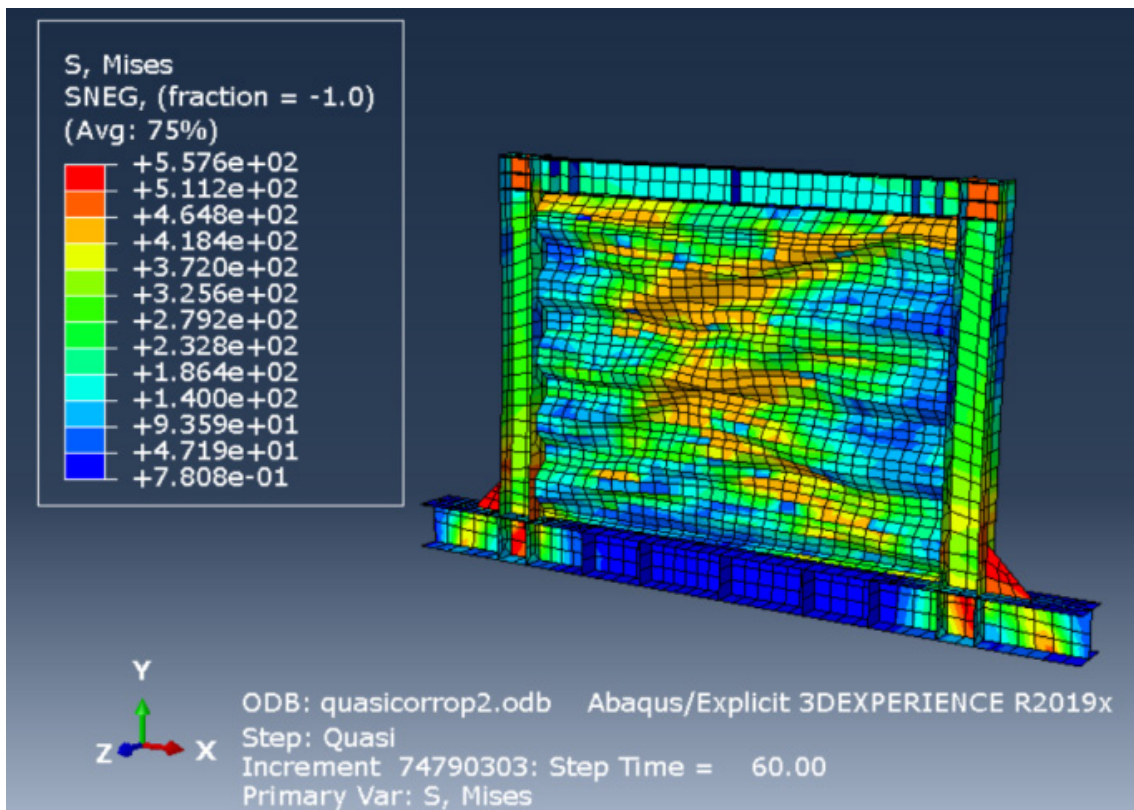 S, Mises
SNEG, (fraction = -1.0)
(Avg: 75%)
+5.576e+02
+5.112e+02
+4.648e+02
+4.184e+02
+3.720e+02
+3.256e+02
+2.792e+02
+2.328e+02
+1.864e+02
+1.400e+02
+9.359e+01
+4.719e+01
+7.808e-01
Y
Z X
ODB: quasicorrop2.odb Abaqus/Explicit 3DEXPERIENCE R2019x
Step: Quasi
Increment 74790303: Step Time = 60.00
Primary Var: S, Mises